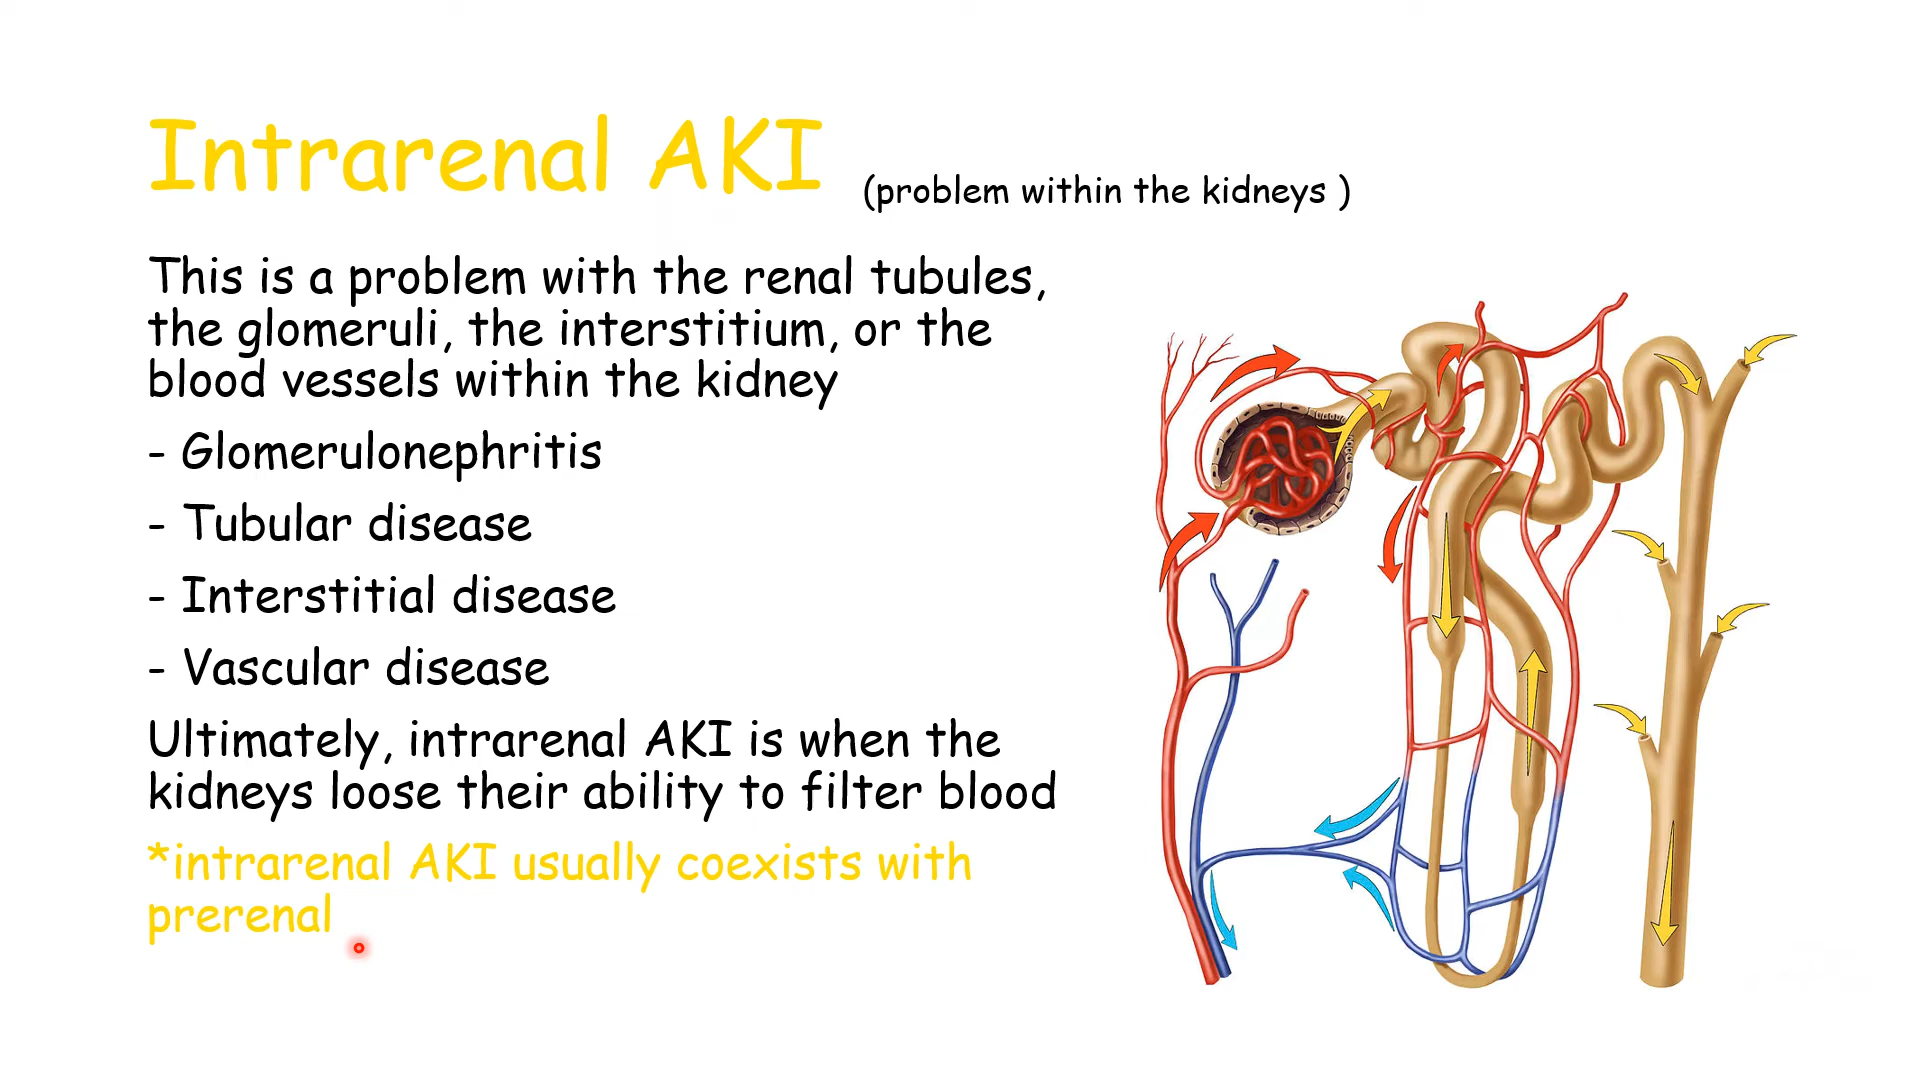 Intrarenal AKI (problem within the kidneys )
This is a problem with the renal tubules,
the glomeruli, the interstitium, or the
blood vessels within the kidney
- Glomerulonephritis
- Tubular disease
- Interstitial disease
- Vascular disease
Ultimately, intrarenal AKI is when the
kidneys loose their ability to filter blood
*intrarenal AKI usually coexists with
prerenal